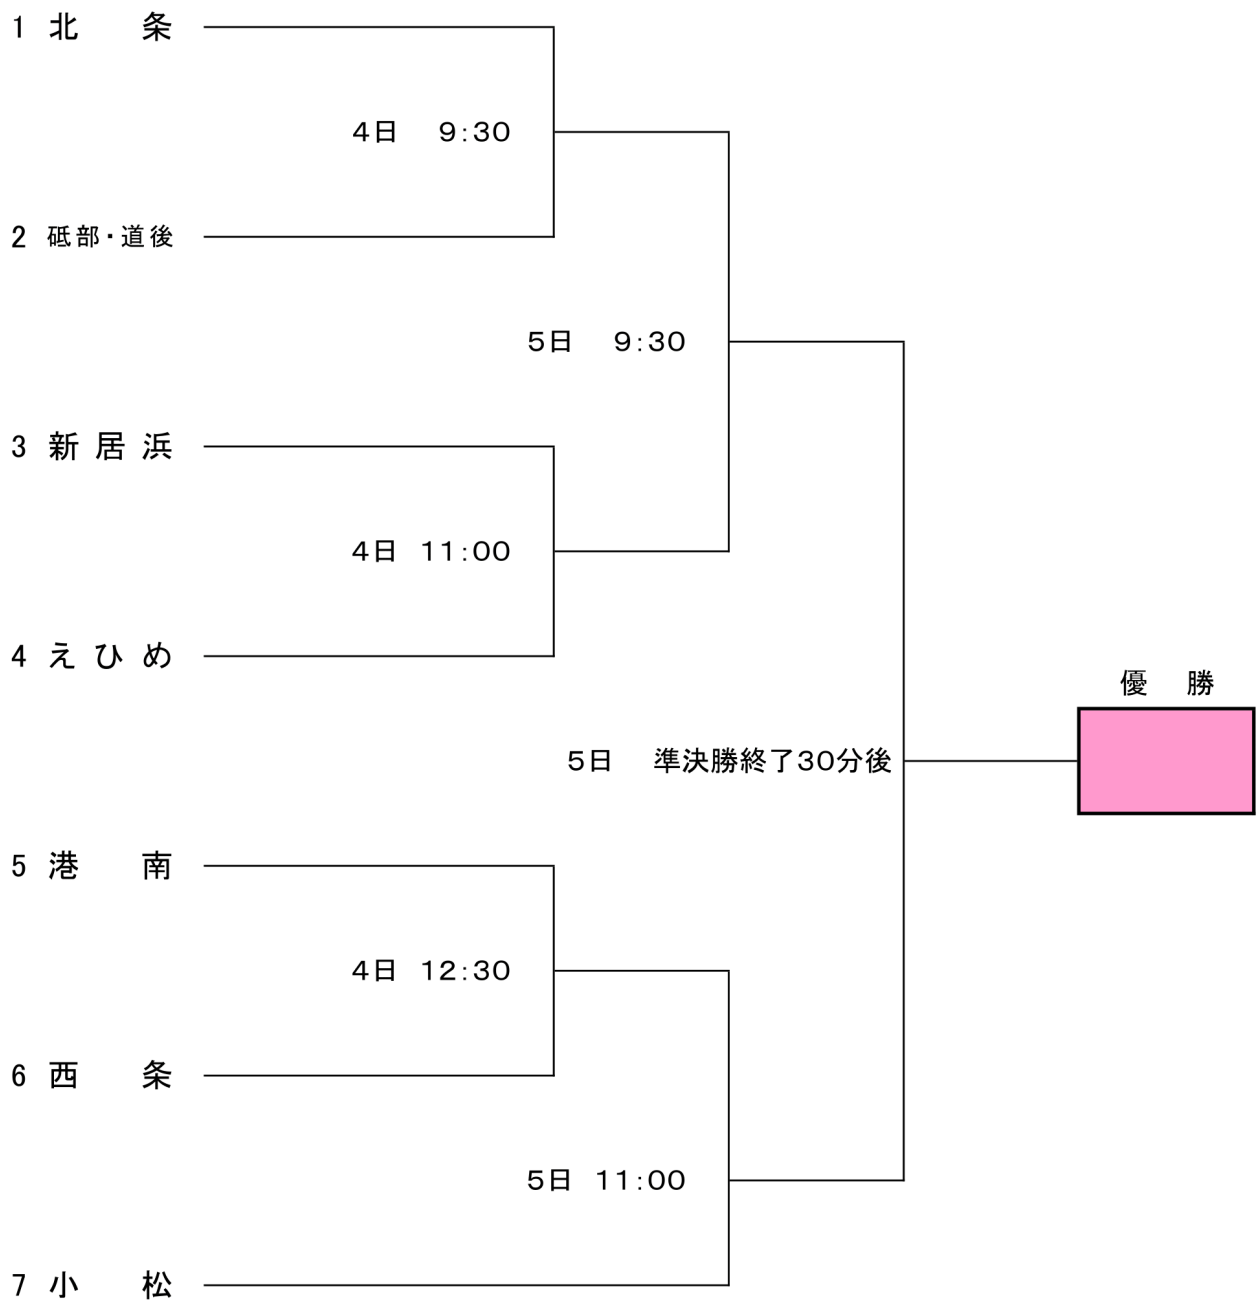 1 北 条
4日 9:30
2 砥部・道後
5日 9:30
3 新居浜
4日 11:00
4 えひめ
優 勝
5日 準決勝終了30分後
5 港 南
4日 12:30
6 西 条
5日 11:00
7 小 松